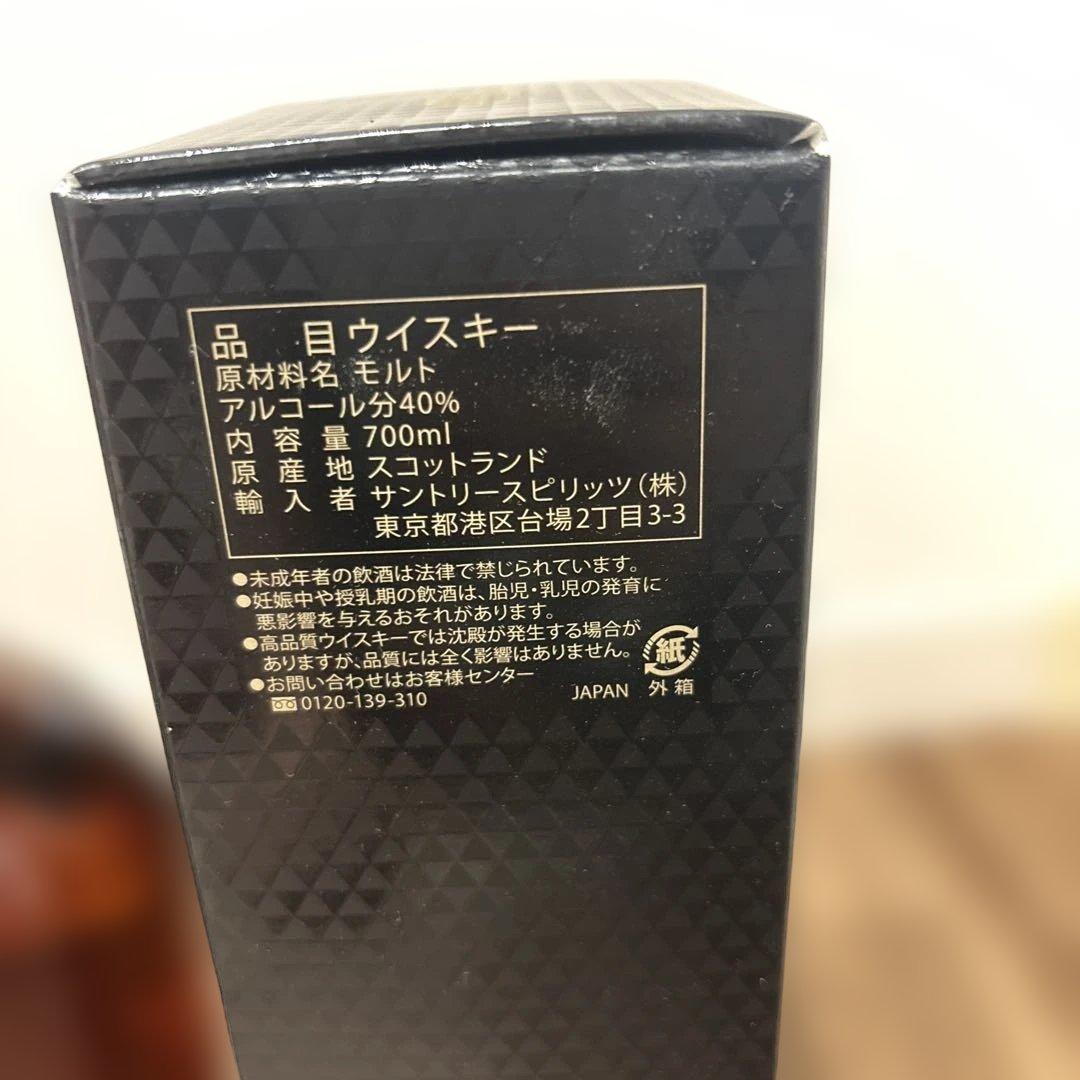 品 目 ウイスキー
原材料名 モルト
アルコール分40%
内容量 700ml
原産地 スコットランド
輸入者 サントリースピリッツ(株)
東京都港区台場2丁目3-3
●未成年者の飲酒は法律で禁じられています。
●妊娠中や授乳期の飲酒は、胎児・乳児の発育に
悪影響を与えるおそれがあります。
●高品質ウイスキーでは沈殿が発生する場合が
ありますが、品質には全く影響はありません。
●お問い合わせはお客様センター
0120-139-310
JAPAN
紙
外箱